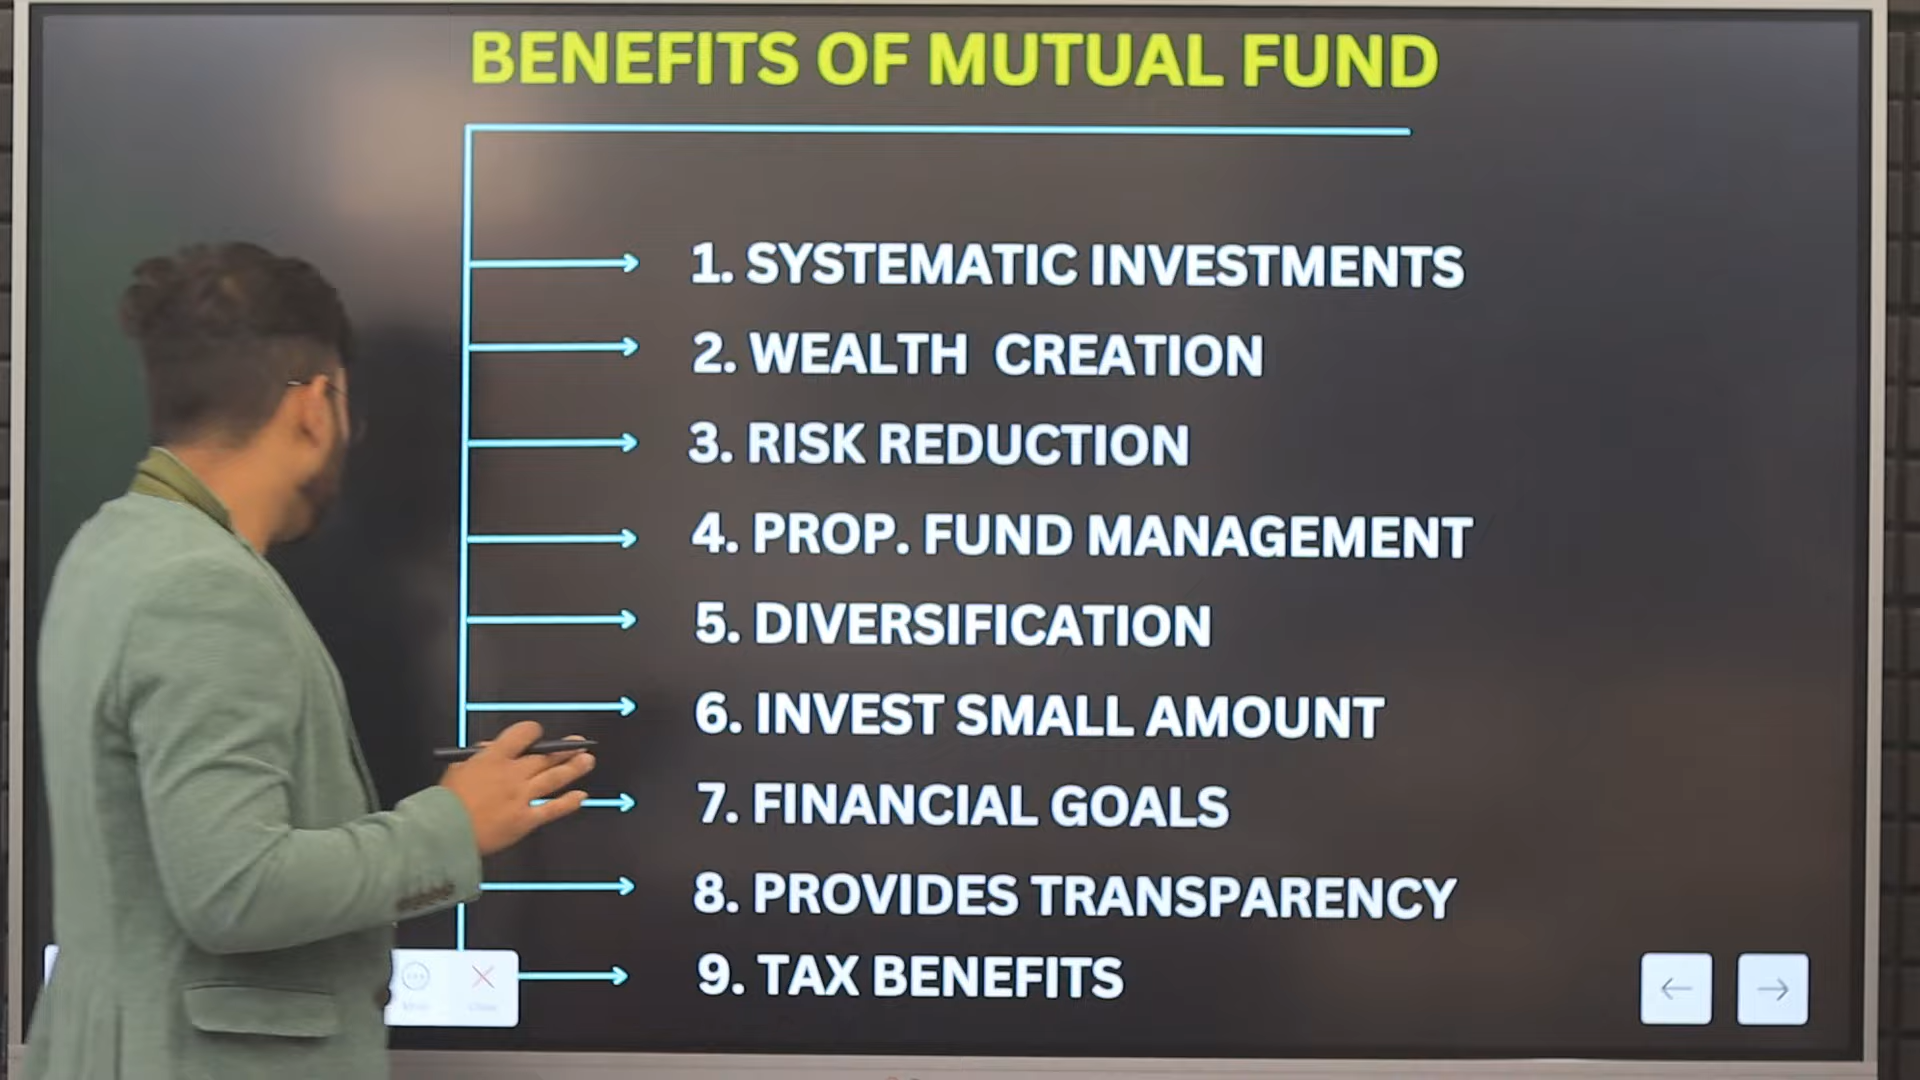 BENEFITS OF MUTUAL FUND
1. SYSTEMATIC INVESTMENTS
2. WEALTH CREATION
3. RISK REDUCTION
4. PROP. FUND MANAGEMENT
5. DIVERSIFICATION
6. INVEST SMALL AMOUNT
7. FINANCIAL GOALS
8. PROVIDES TRANSPARENCY
9. TAX BENEFITS